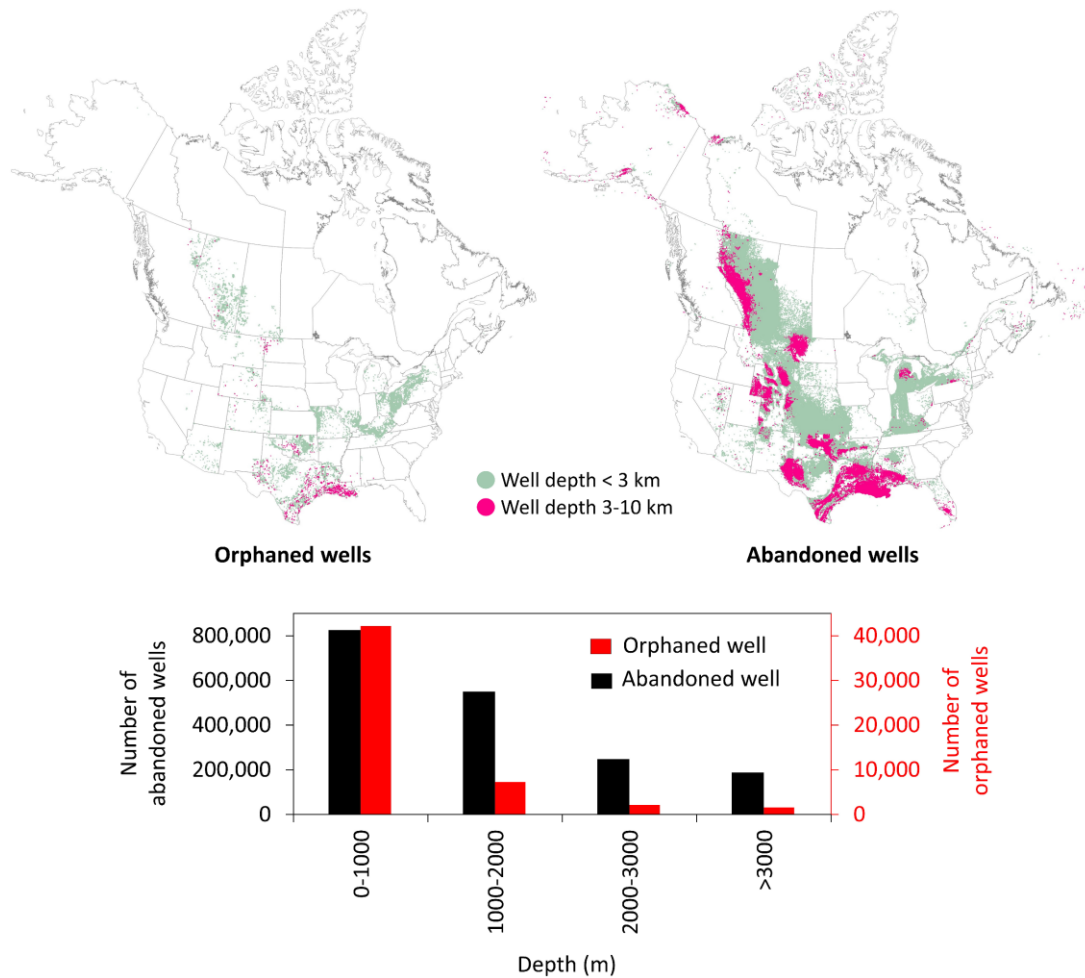 Well depth < 3 km
Well depth 3-10 km
Orphaned wells
Abandoned wells
Number of
abandoned wells
800,000
600,000
400,000
200,000
0
Orphaned well
Abandoned well
40,000
30,000
20,000
10,000
0
Number of
orphaned wells
0-1000
1000-2000
2000-3000
>3000
Depth (m)